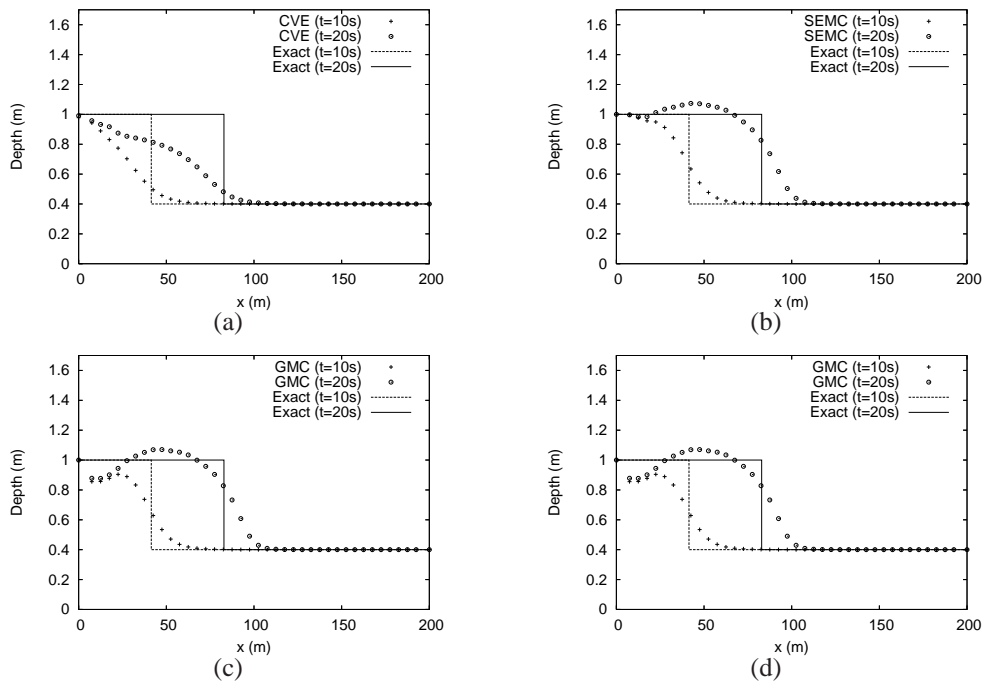 1.6
1.4
1.2
1
0.8
0.6
0.4
0.2
0
Depth (m)
0 50 100 150 200
x (m)
CVE (t=10s)
CVE (t=20s)
Exact (t=10s)
Exact (t=20s)
(a)
1.6
1.4
1.2
1
0.8
0.6
0.4
0.2
0
Depth (m)
0 50 100 150 200
x (m)
SEMC (t=10s)
SEMC (t=20s)
Exact (t=10s)
Exact (t=20s)
(b)
1.6
1.4
1.2
1
0.8
0.6
0.4
0.2
0
Depth (m)
0 50 100 150 200
x (m)
GMC (t=10s)
GMC (t=20s)
Exact (t=10s)
Exact (t=20s)
(c)
1.6
1.4
1.2
1
0.8
0.6
0.4
0.2
0
Depth (m)
0 50 100 150 200
x (m)
GMC (t=10s)
GMC (t=20s)
Exact (t=10s)
Exact (t=20s)
(d)